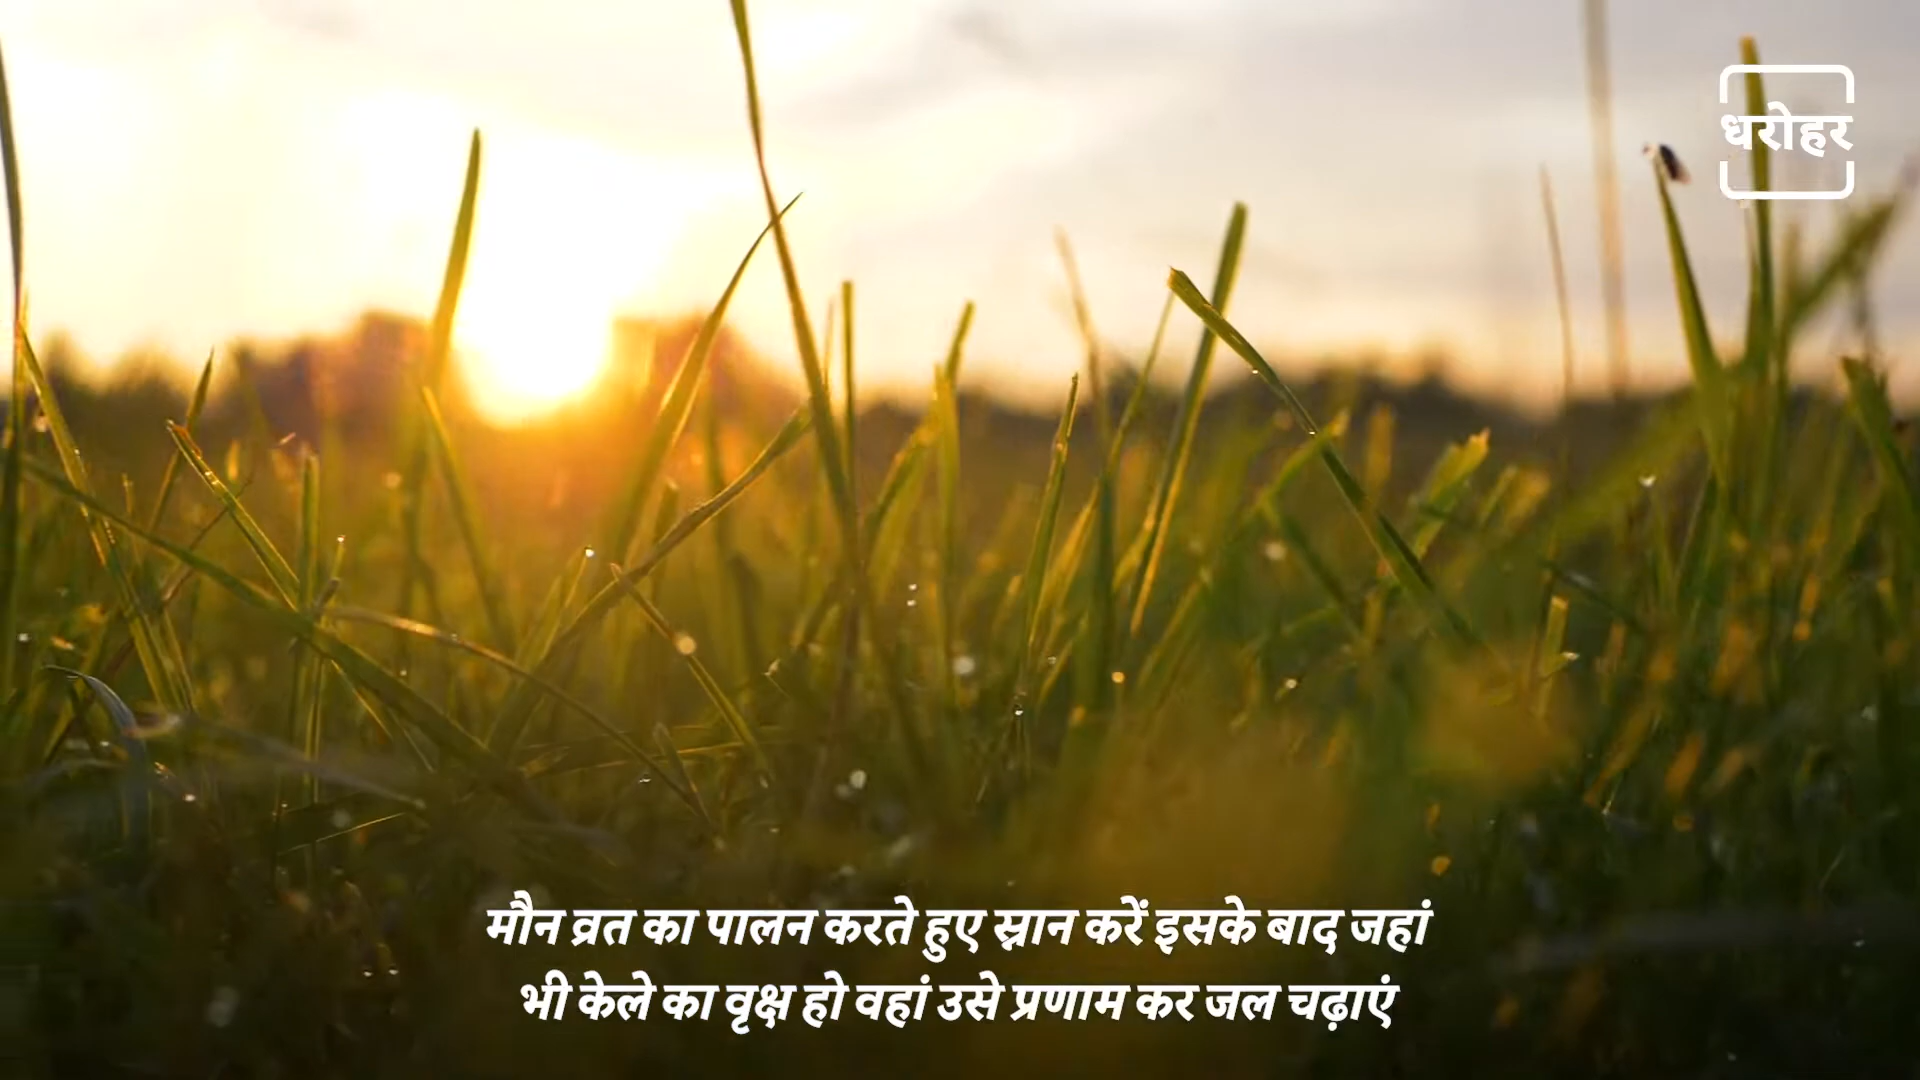 धरोहर
मौन व्रत का पालन करते हुए स्नान करें इसके बाद जहां
भी केले का वृक्ष हो वहां उसे प्रणाम कर जल चढ़ाएं